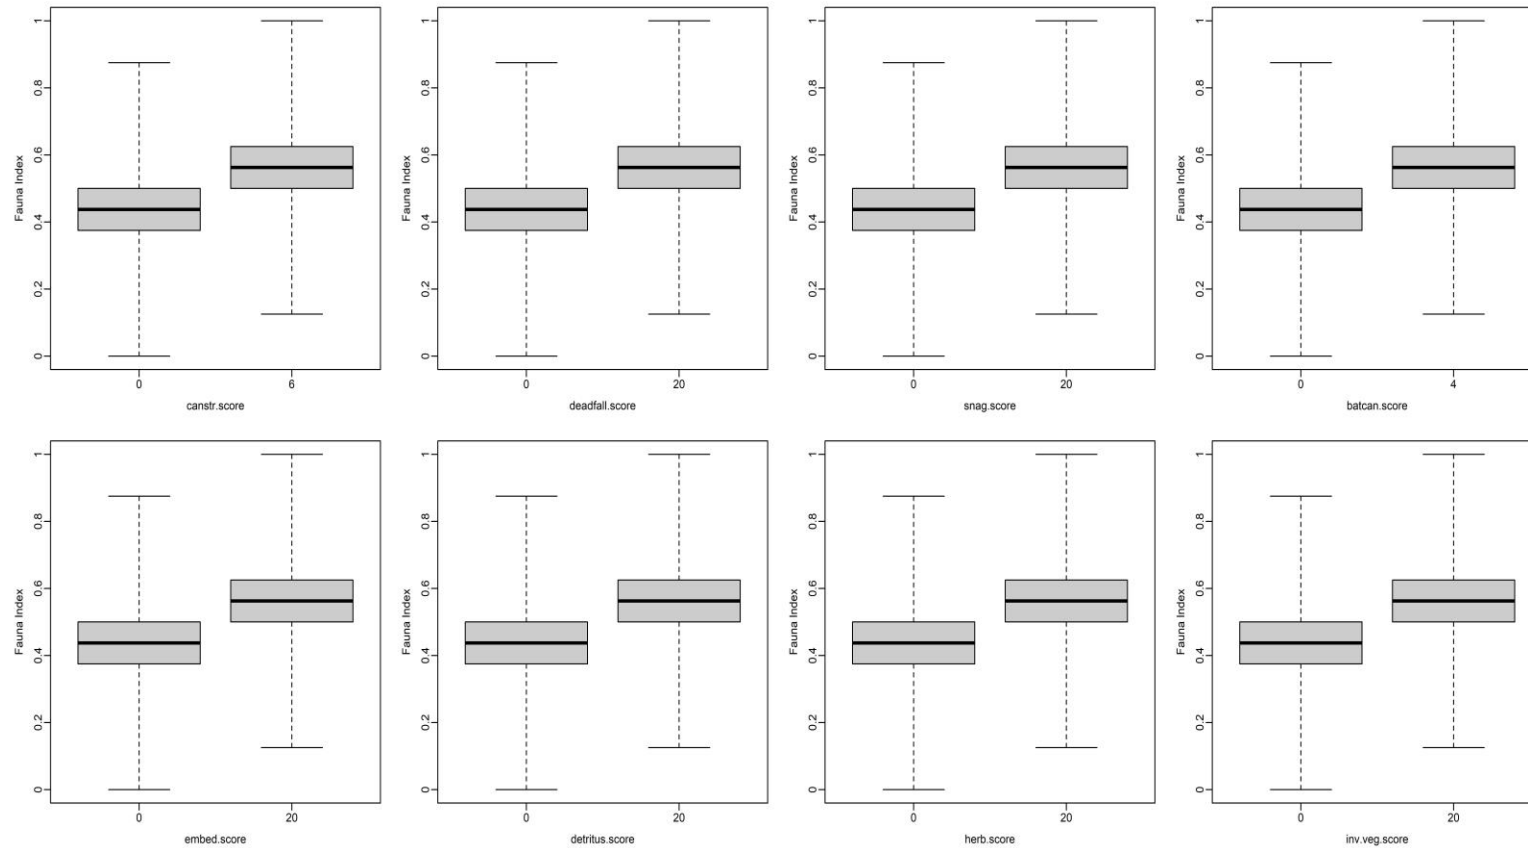 Fauna Index
0 0.2 0.4 0.6 0.8 1
0 6
canstr.score
Fauna Index
0 0.2 0.4 0.6 0.8 1
0 20
deadfall.score
Fauna Index
0 0.2 0.4 0.6 0.8 1
0 20
snag.score
Fauna Index
0 0.2 0.4 0.6 0.8 1
0 4
batcan.score
Fauna Index
0 0.2 0.4 0.6 0.8 1
0 20
embed.score
Fauna Index
0 0.2 0.4 0.6 0.8 1
0 20
detritus.score
Fauna Index
0 0.2 0.4 0.6 0.8 1
0 20
herb.score
Fauna Index
0 0.2 0.4 0.6 0.8 1
0 20
inv.veg.score